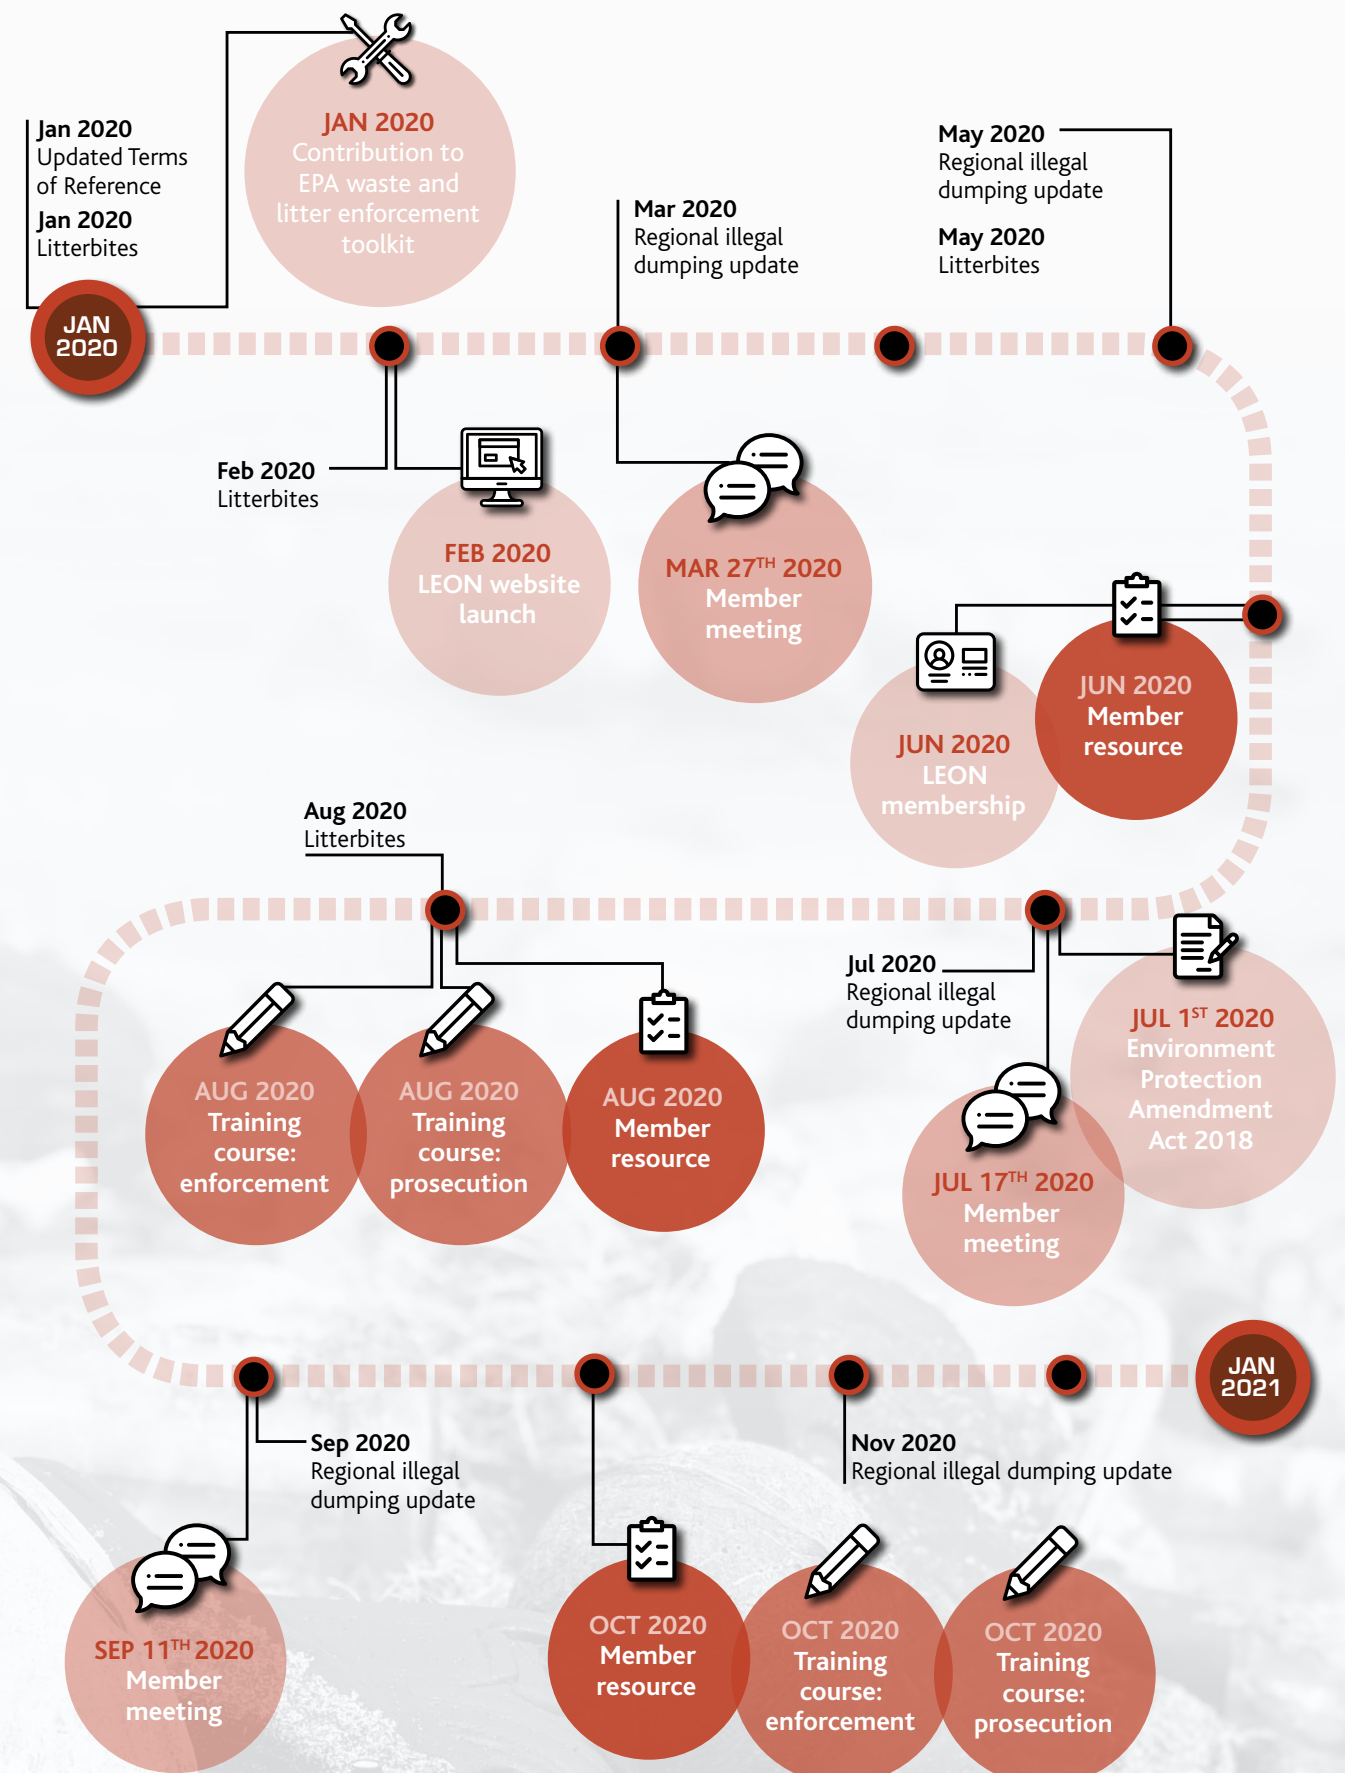 Jan 2020
Updated Terms
of Reference
Jan 2020
Litterbites
JAN 2020
Contribution to
EPA waste and
litter enforcement
toolkit
Mar 2020
Regional illegal
dumping update
May 2020
Regional illegal
dumping update
May 2020
Litterbites
JAN
2020
Feb 2020
Litterbites
FEB 2020
LEON website
launch
MAR 27TH 2020
Member
meeting
JUN 2020
LEON
membership
JUN 2020
Member
resource
Aug 2020
Litterbites
AUG 2020
Training
course:
enforcement
AUG 2020
Training
course:
prosecution
AUG 2020
Member
resource
Jul 2020
Regional illegal
dumping update
JUL 17TH 2020
Member
meeting
JUL 1ST 2020
Environment
Protection
Amendment
Act 2018
JAN
2021
Sep 2020
Regional illegal
dumping update
Nov 2020
Regional illegal dumping update
SEP 11TH 2020
Member
meeting
OCT 2020
Member
resource
OCT 2020
Training
course:
enforcement
OCT 2020
Training
course:
prosecution